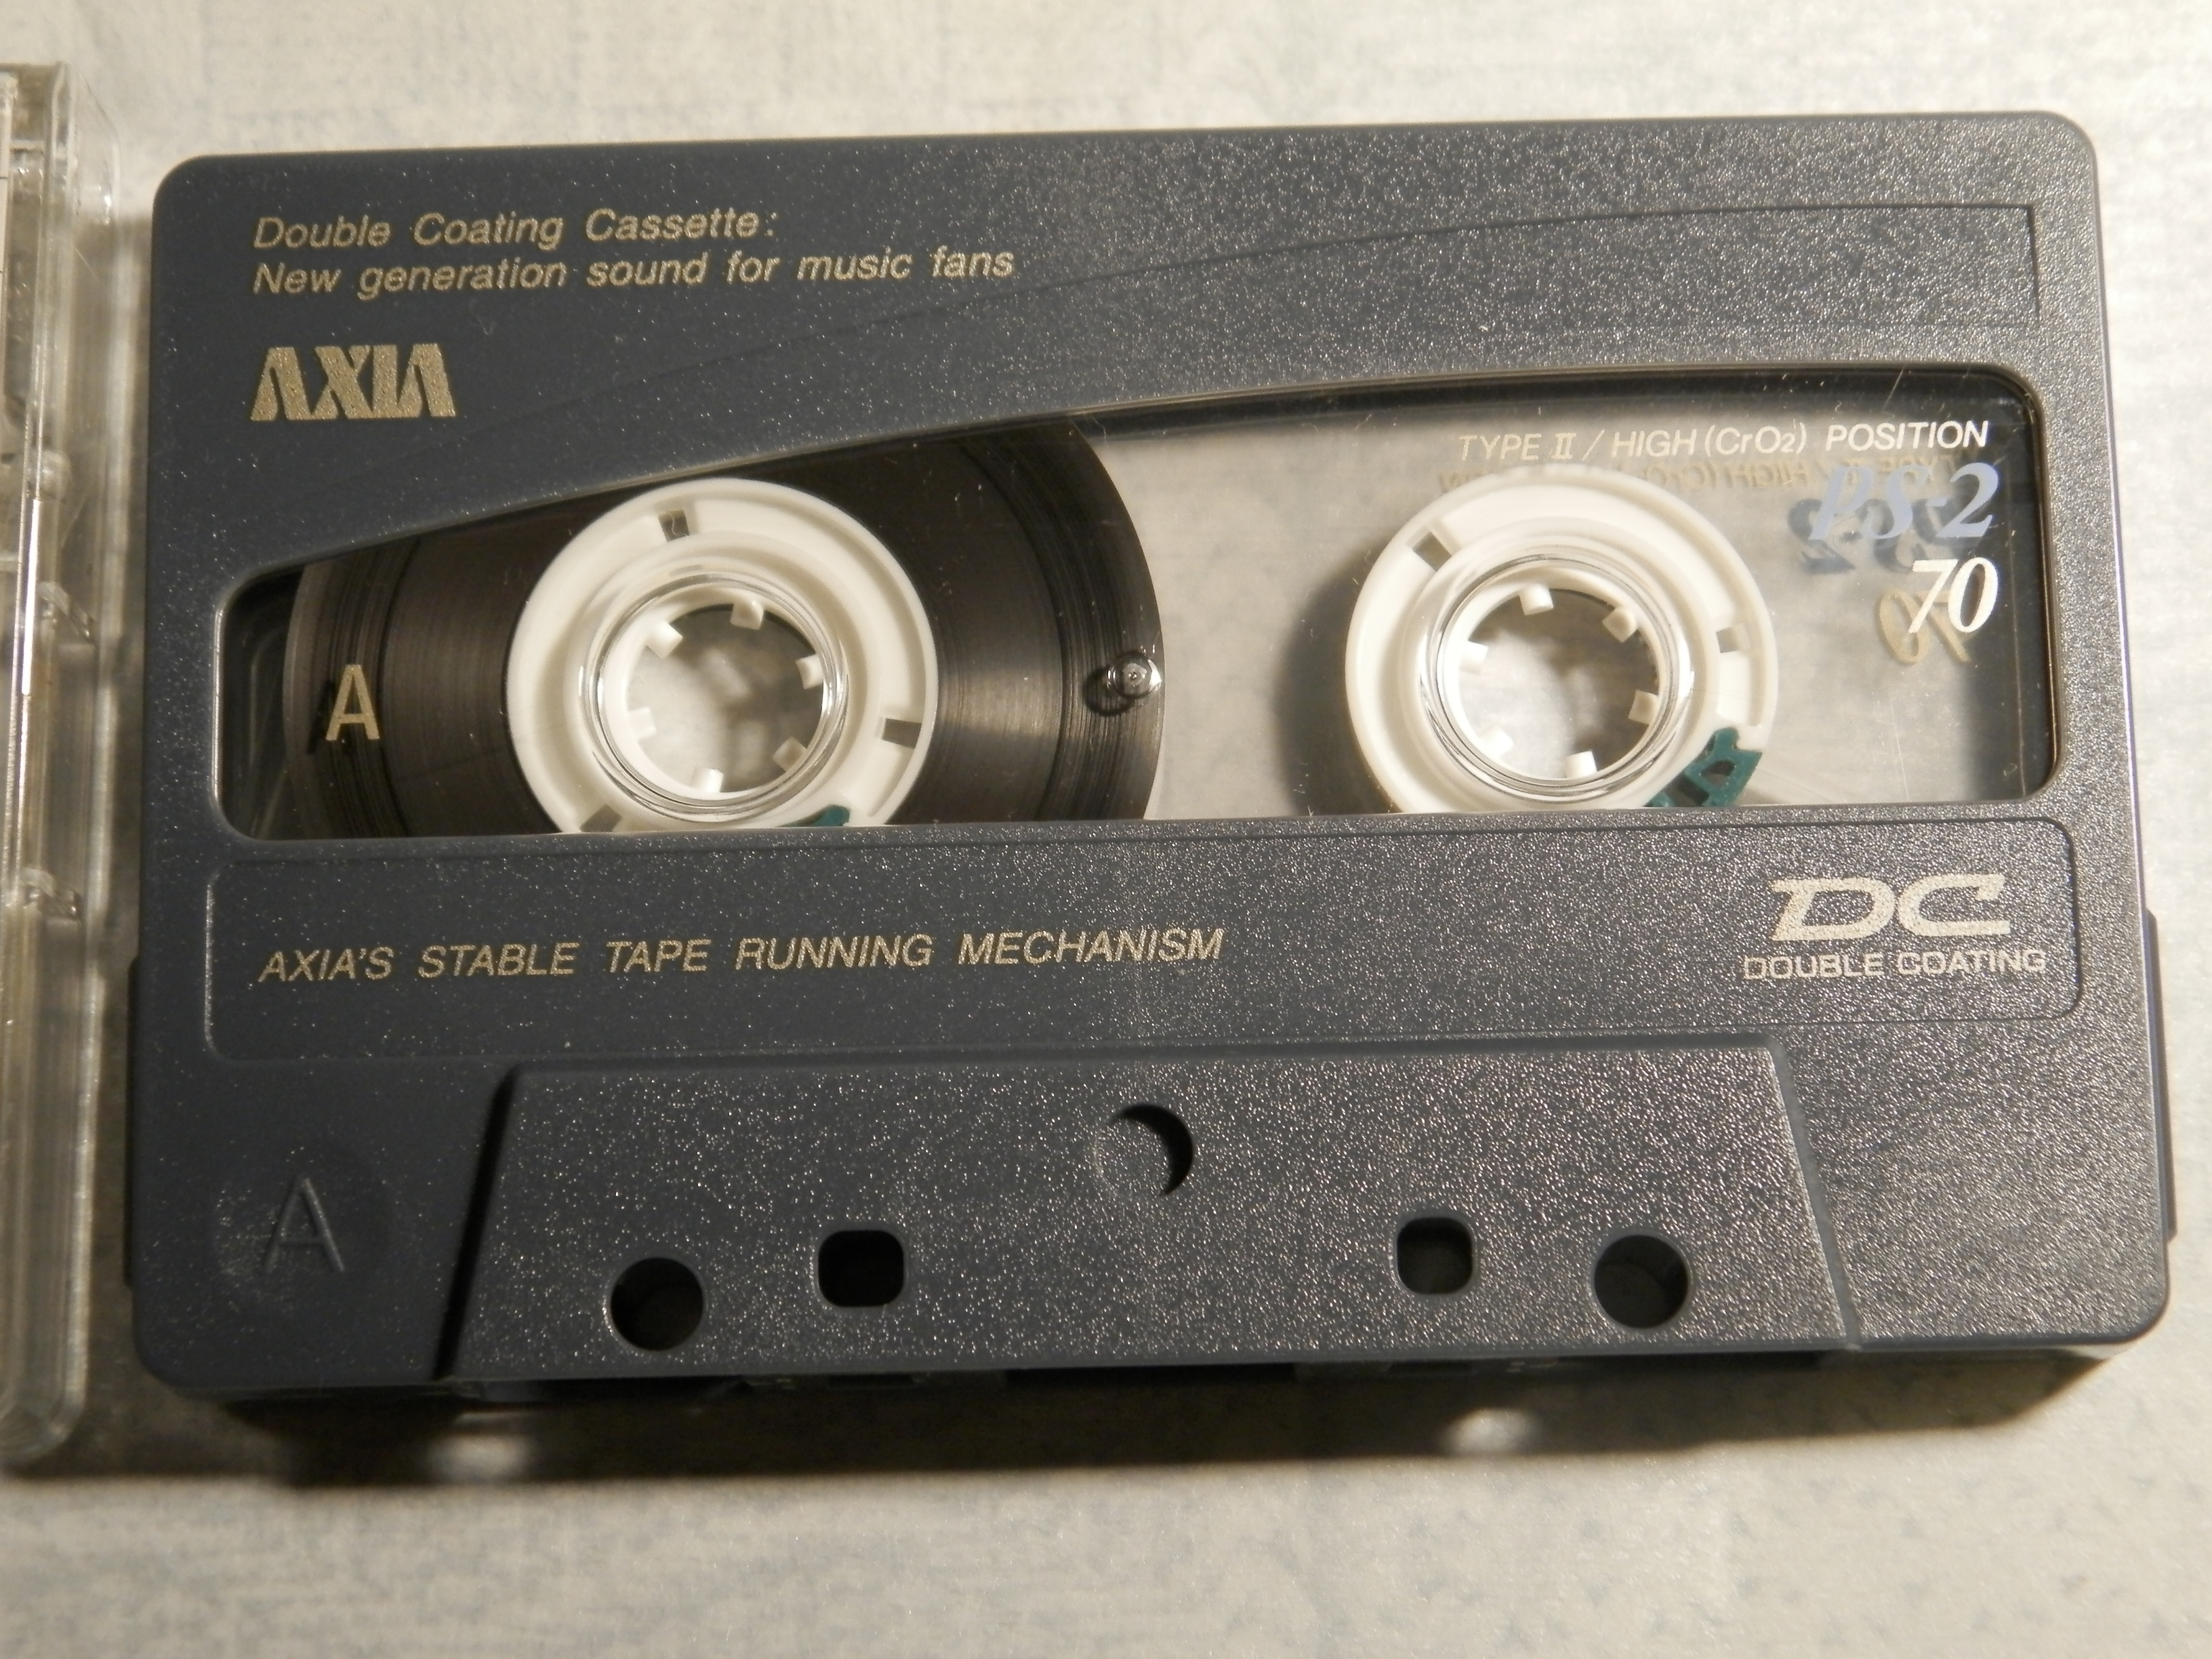 Double Coating Cassette:
New generation sound for music fans
AXIA
TYPE II / HIGH (CrO2) POSITION
PS-2
70
A
AXIA'S STABLE TAPE RUNNING MECHANISM
DC
DOUBLE COATING
A